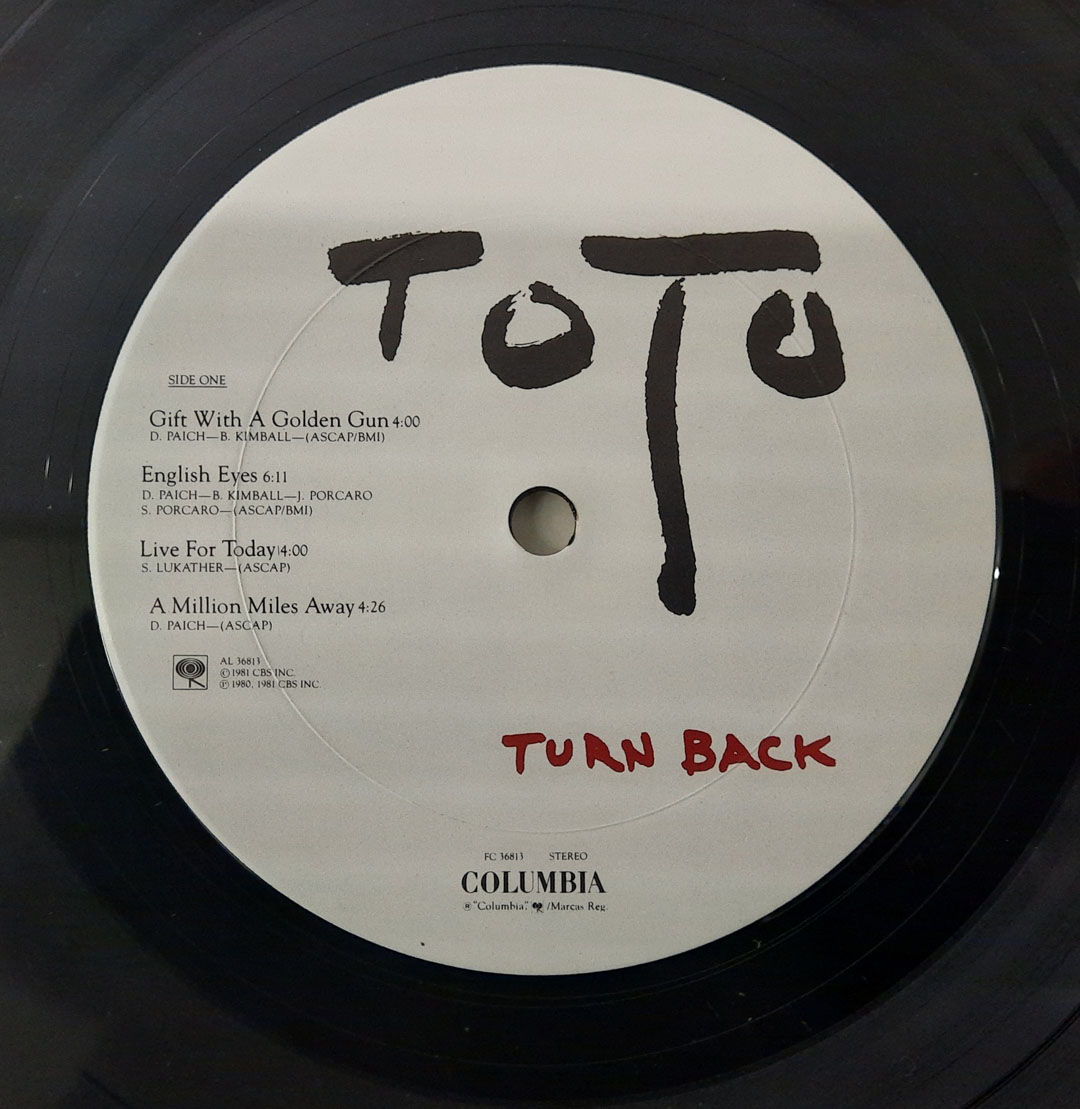 TOTO
SIDE ONE
Gift With A Golden Gun 4:00
D. PAICH—B. KIMBALL—(ASCAP/BMI)
English Eyes 6:11
D. PAICH—B. KIMBALL—J. PORCARO
S. PORCARO—(ASCAP/BMI)
Live For Today 4:00
S. LUKATHER—(ASCAP)
A Million Miles Away 4:26
D. PAICH—(ASCAP)
AL 36813
© 1981 CBS INC.
℗ 1980, 1981 CBS INC.
TURN BACK
FC 36813 STEREO
COLUMBIA
® "Columbia," /Marcas Reg.